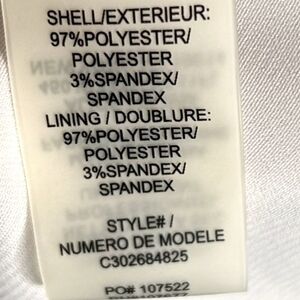 SHELL/EXTERIEUR:
97%POLYESTER/
POLYESTER
3%SPANDEX/
SPANDEX
LINING / DOUBLURE:
97%POLYESTER/
POLYESTER
3%SPANDEX/
SPANDEX
STYLE# /
NUMERO DE MODELE
C302684825
PO# 107522